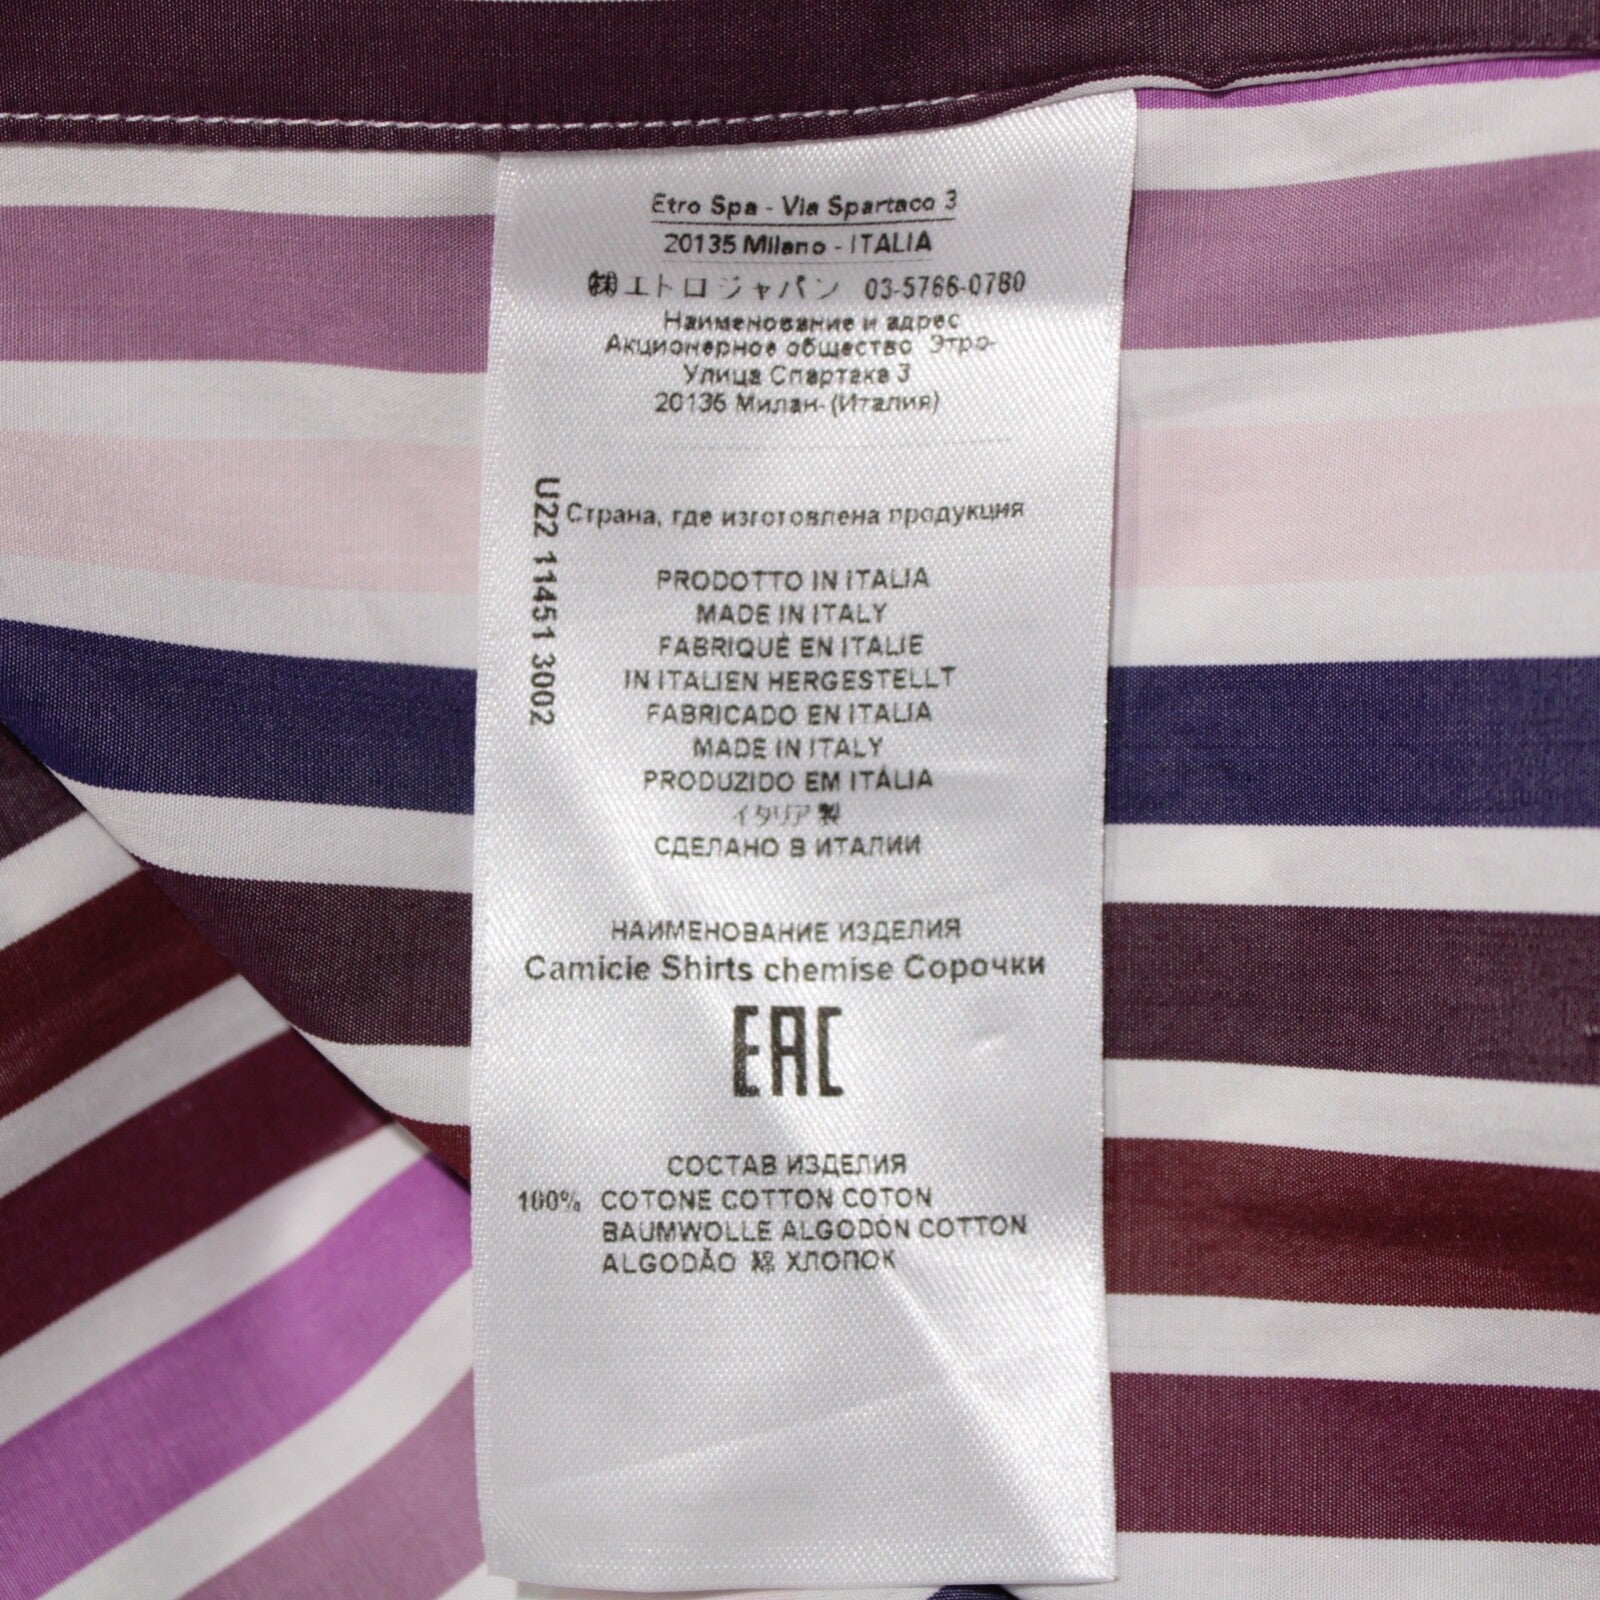 Etro Spa - Via Spartaco 3
20135 Milano - ITALIA
㈱エトロジャパン 03-5766-0780
Наименование и адрес
Акционерное общество Этро-
Улица Спартака 3
20136 Милан- (Италия)
U22 11451 3002
Страна, где изготовлена продукция
PRODOTTO IN ITALIA
MADE IN ITALY
FABRIQUÉ EN ITALIE
IN ITALIEN HERGESTELLT
FABRICADO EN ITALIA
MADE IN ITALY
PRODUZIDO EM ITÁLIA
イタリア製
СДЕЛАНО В ИТАЛИИ
НАИМЕНОВАНИЕ ИЗДЕЛИЯ
Camicie Shirts chemise Сорочки
EAC
СОСТАВ ИЗДЕЛИЯ
100% COTONE COTTON COTON
BAUMWOLLE ALGODÓN COTTON
ALGODÃO 綿 ХЛОПОК